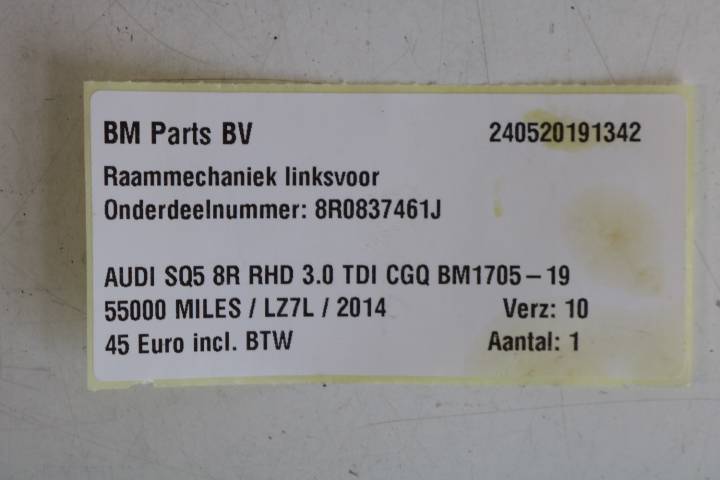 BM Parts BV 240520191342
Raammechaniek linksvoor
Onderdeelnummer: 8R0837461J
AUDI SQ5 8R RHD 3.0 TDI CGQ BM1705-19
55000 MILES / LZ7L / 2014 Verz: 10
45 Euro incl. BTW Aantal: 1